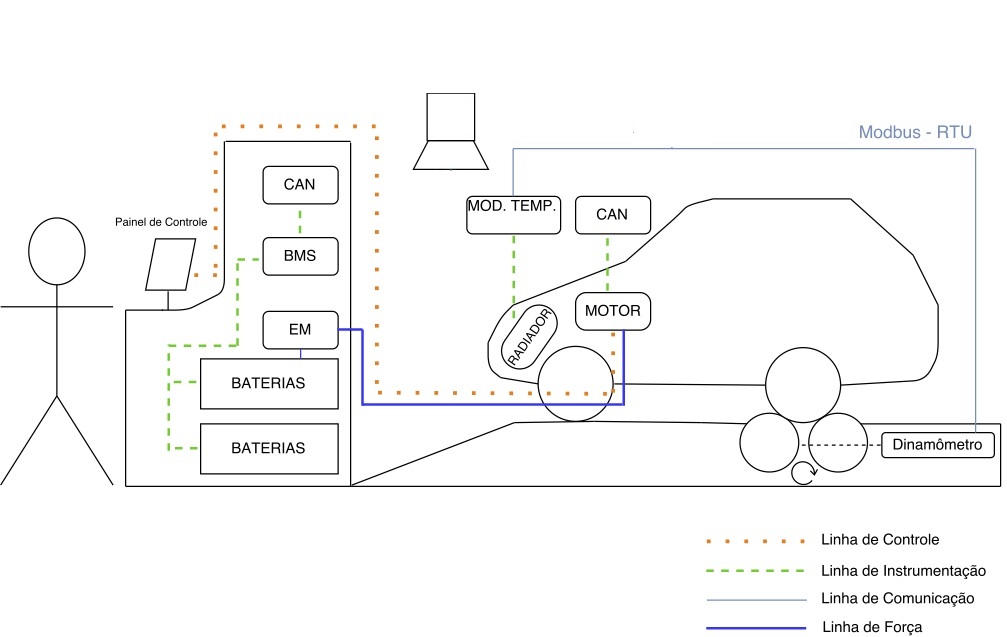 Modbus - RTU
CAN
MOD. TEMP.
CAN
Painel de Controle
BMS
MOTOR
EM
RADIADOR
BATERIAS
BATERIAS
Dinamômetro
Linha de Controle
Linha de Instrumentação
Linha de Comunicação
Linha de Força